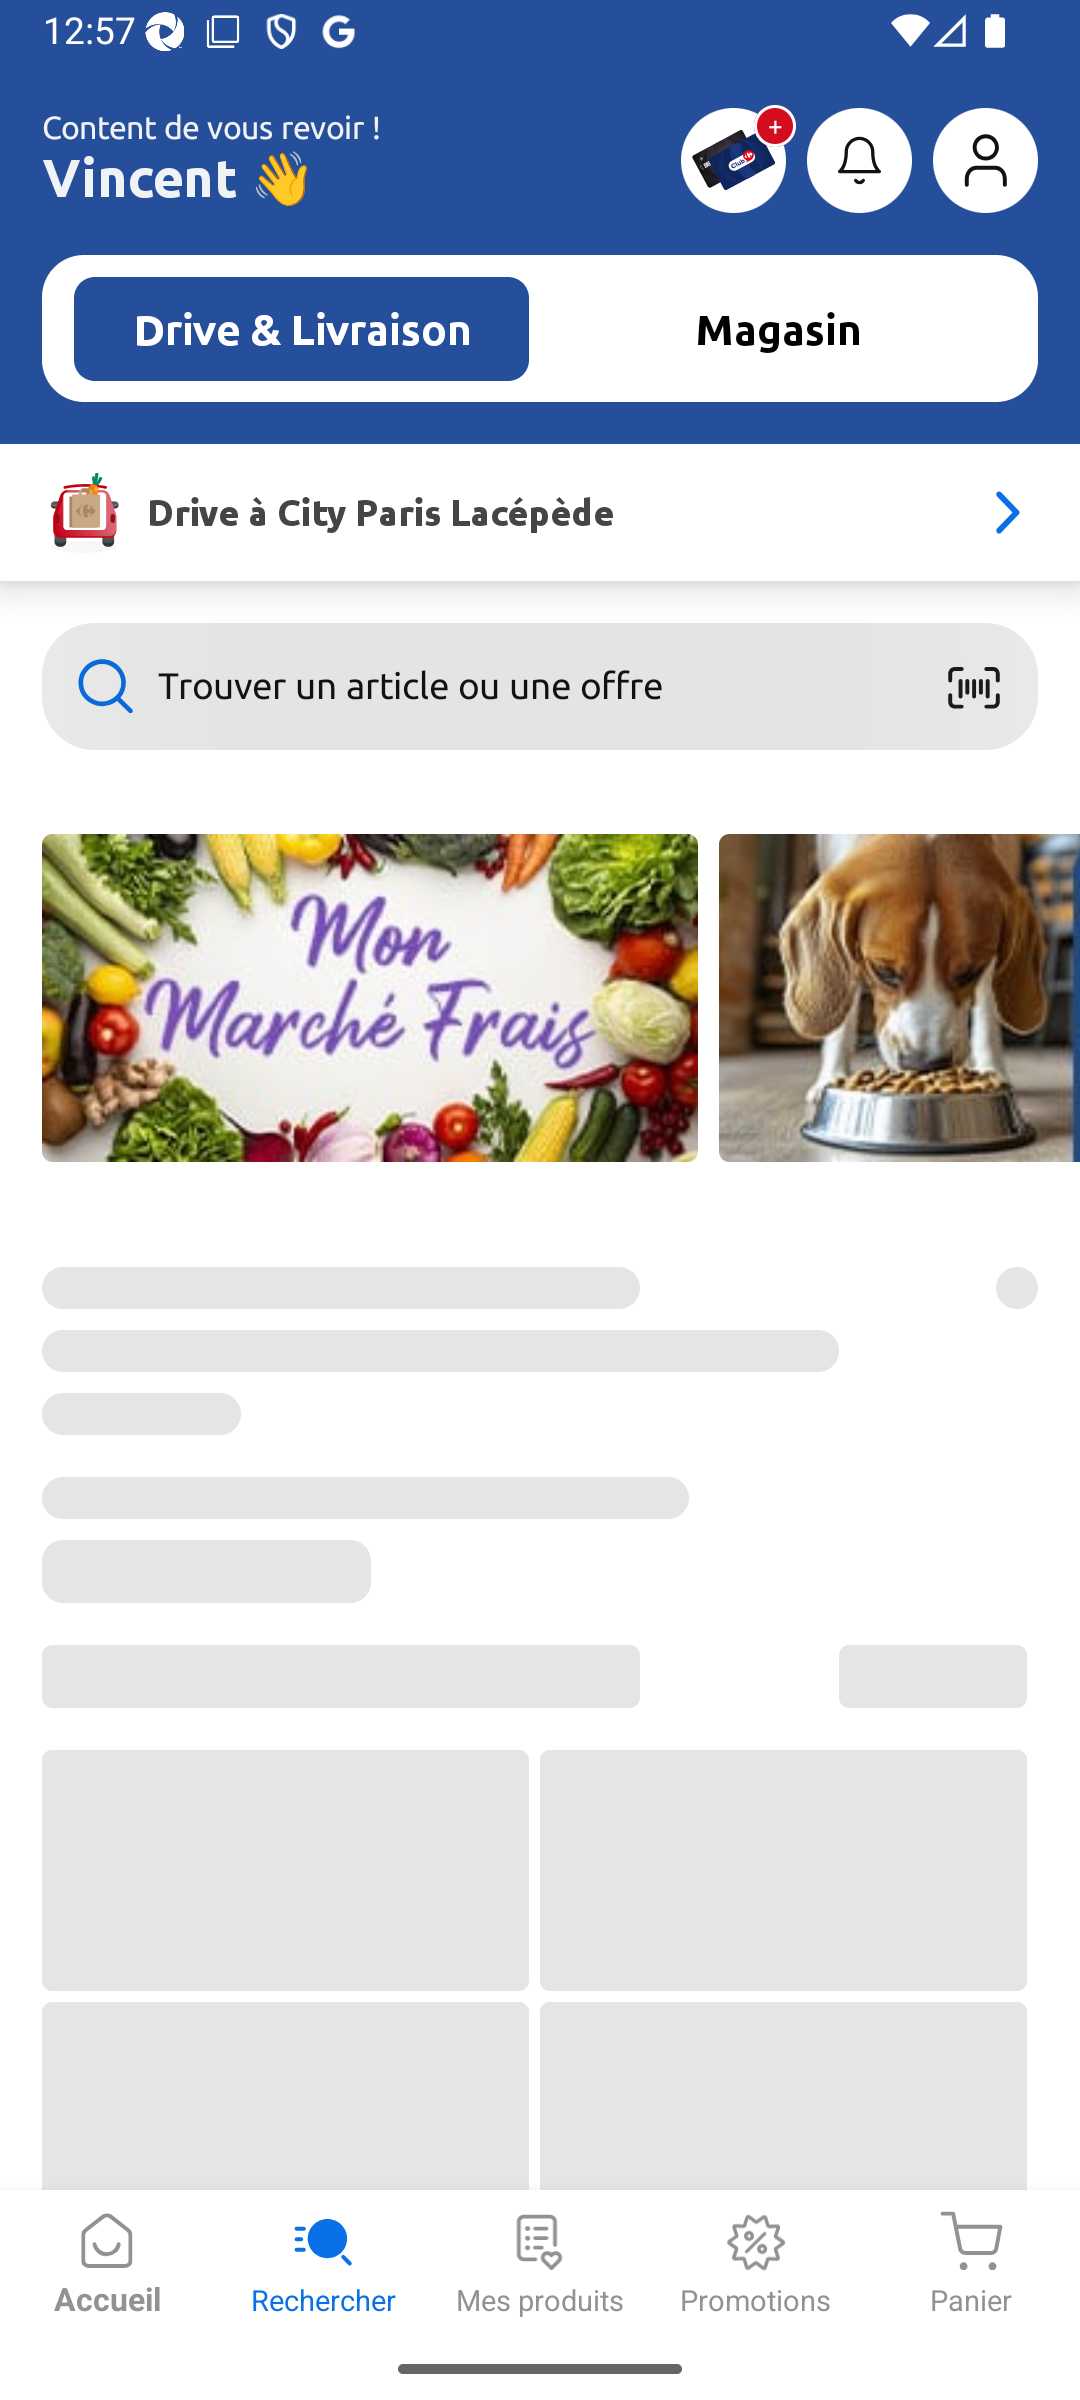 12:57
Content de vous revoir !
Vincent 👋
Club
+
Drive & Livraison
Magasin
Drive à City Paris Lacépède
Trouver un article ou une offre
Mon
Marché Frais
Accueil
Rechercher
Mes produits
Promotions
Panier